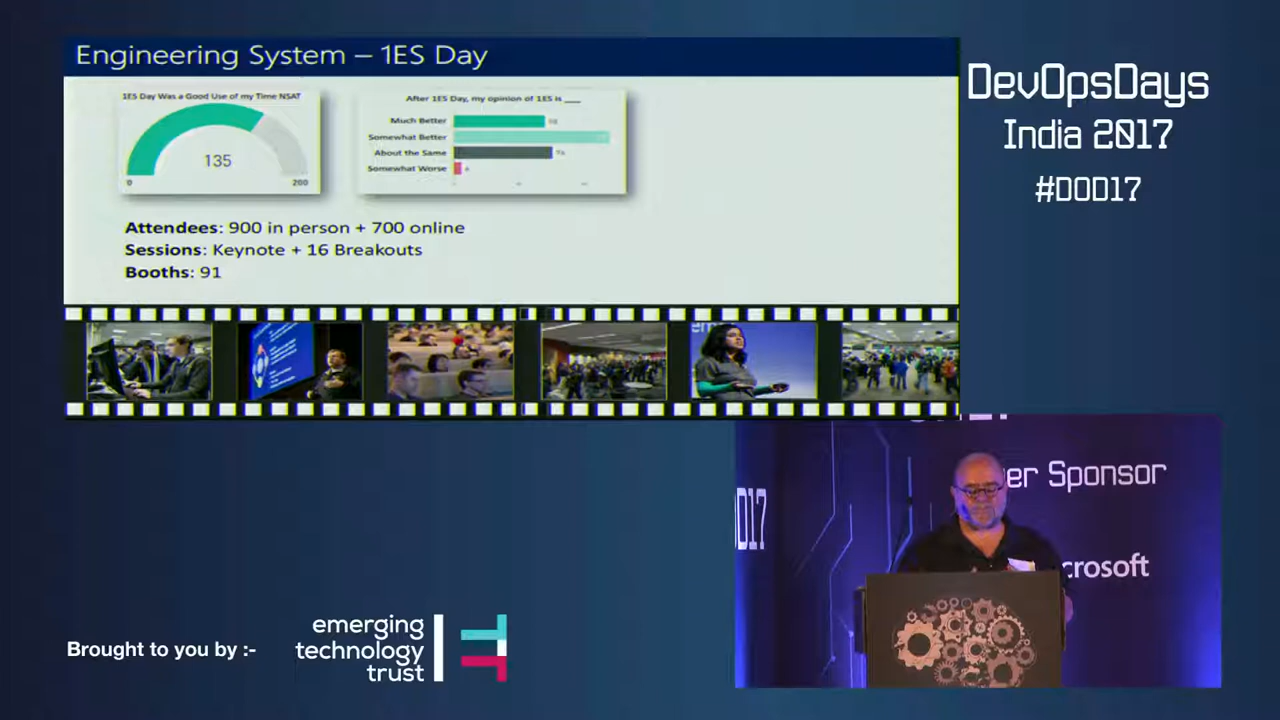 Engineering System – 1ES Day
1ES Day Was a Good Use of my Time NSAT
135
0
200
After 1ES Day, my opinion of 1ES is ___
Much Better
Somewhat Better
About the Same
74
Somewhat Worse
Attendees: 900 in person + 700 online
Sessions: Keynote + 16 Breakouts
Booths: 91
DevOpsDays
India 2017
#DOD17
er Sponsor
crosoft
Brought to you by :-
emerging
technology
trust